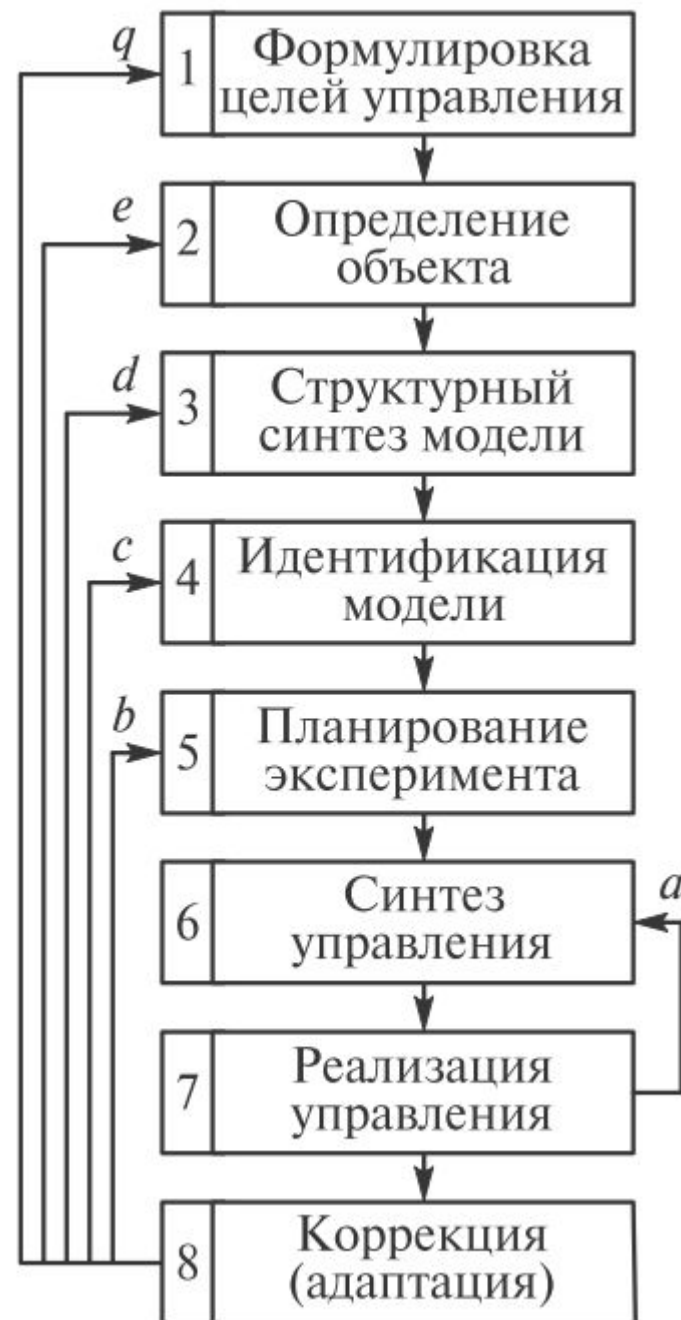 q
1
Формулировка
целей управления
e
2
Определение
объекта
d
3
Структурный
синтез модели
c
4
Идентификация
модели
b
5
Планирование
эксперимента
6
Синтез
управления
a
7
Реализация
управления
8
Коррекция
(адаптация)